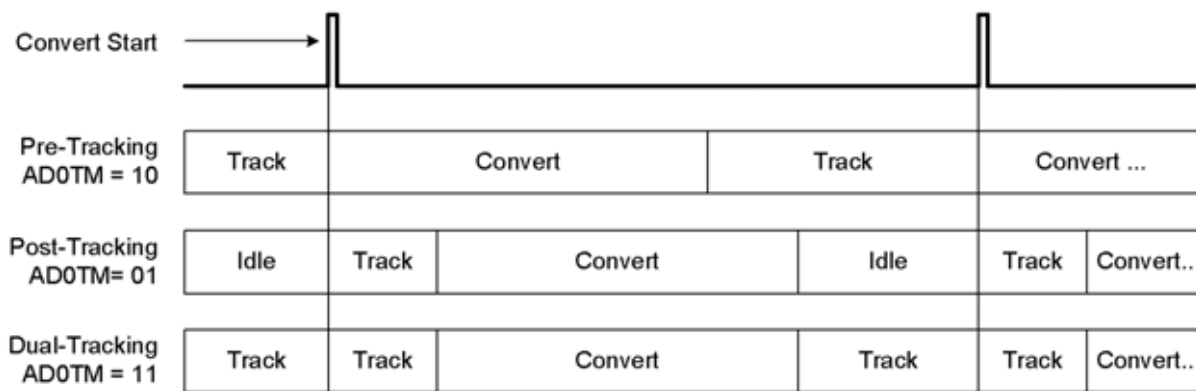 Convert Start
Pre-Tracking
AD0TM = 10
Track
Convert
Track
Convert ...
Post-Tracking
AD0TM= 01
Idle
Track
Convert
Idle
Track
Convert..
Dual-Tracking
AD0TM = 11
Track
Track
Convert
Track
Track
Convert..